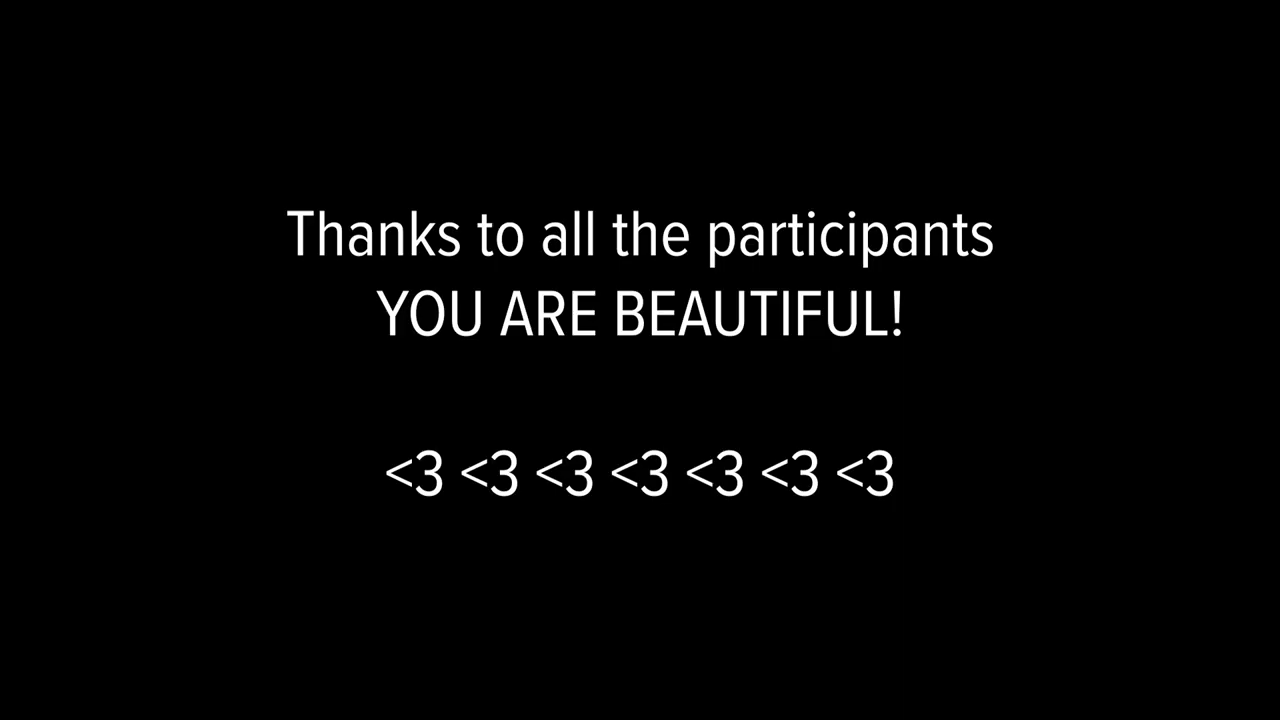 Thanks to all the participants
YOU ARE BEAUTIFUL!
<3 <3 <3 <3 <3 <3 <3